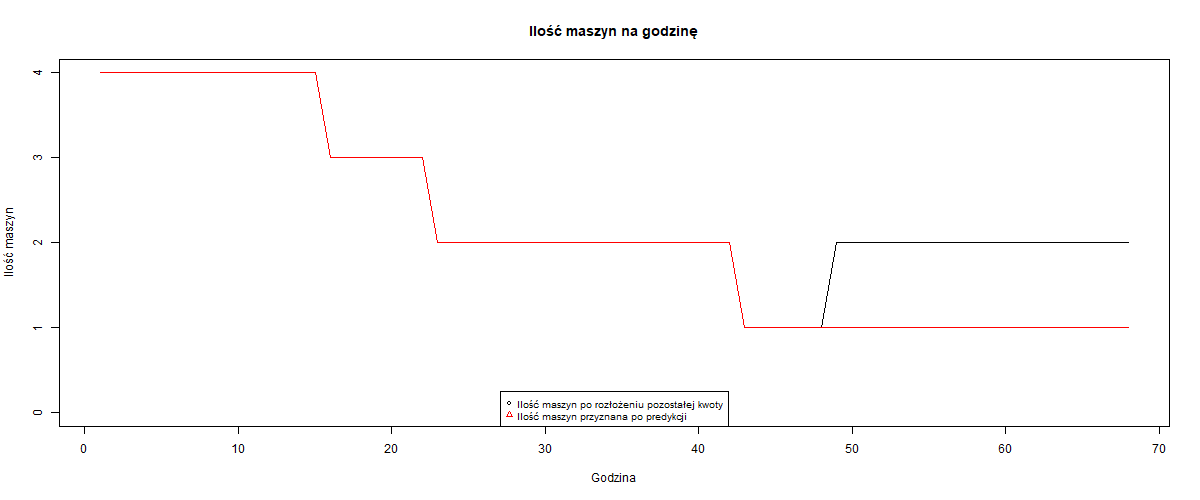 Ilość maszyn na godzinę
Ilość maszyn
4
3
2
1
0
Ilość maszyn po rozłożeniu pozostałej kwoty
Ilość maszyn przyznana po predykcji
0 10 20 30 40 50 60 70
Godzina